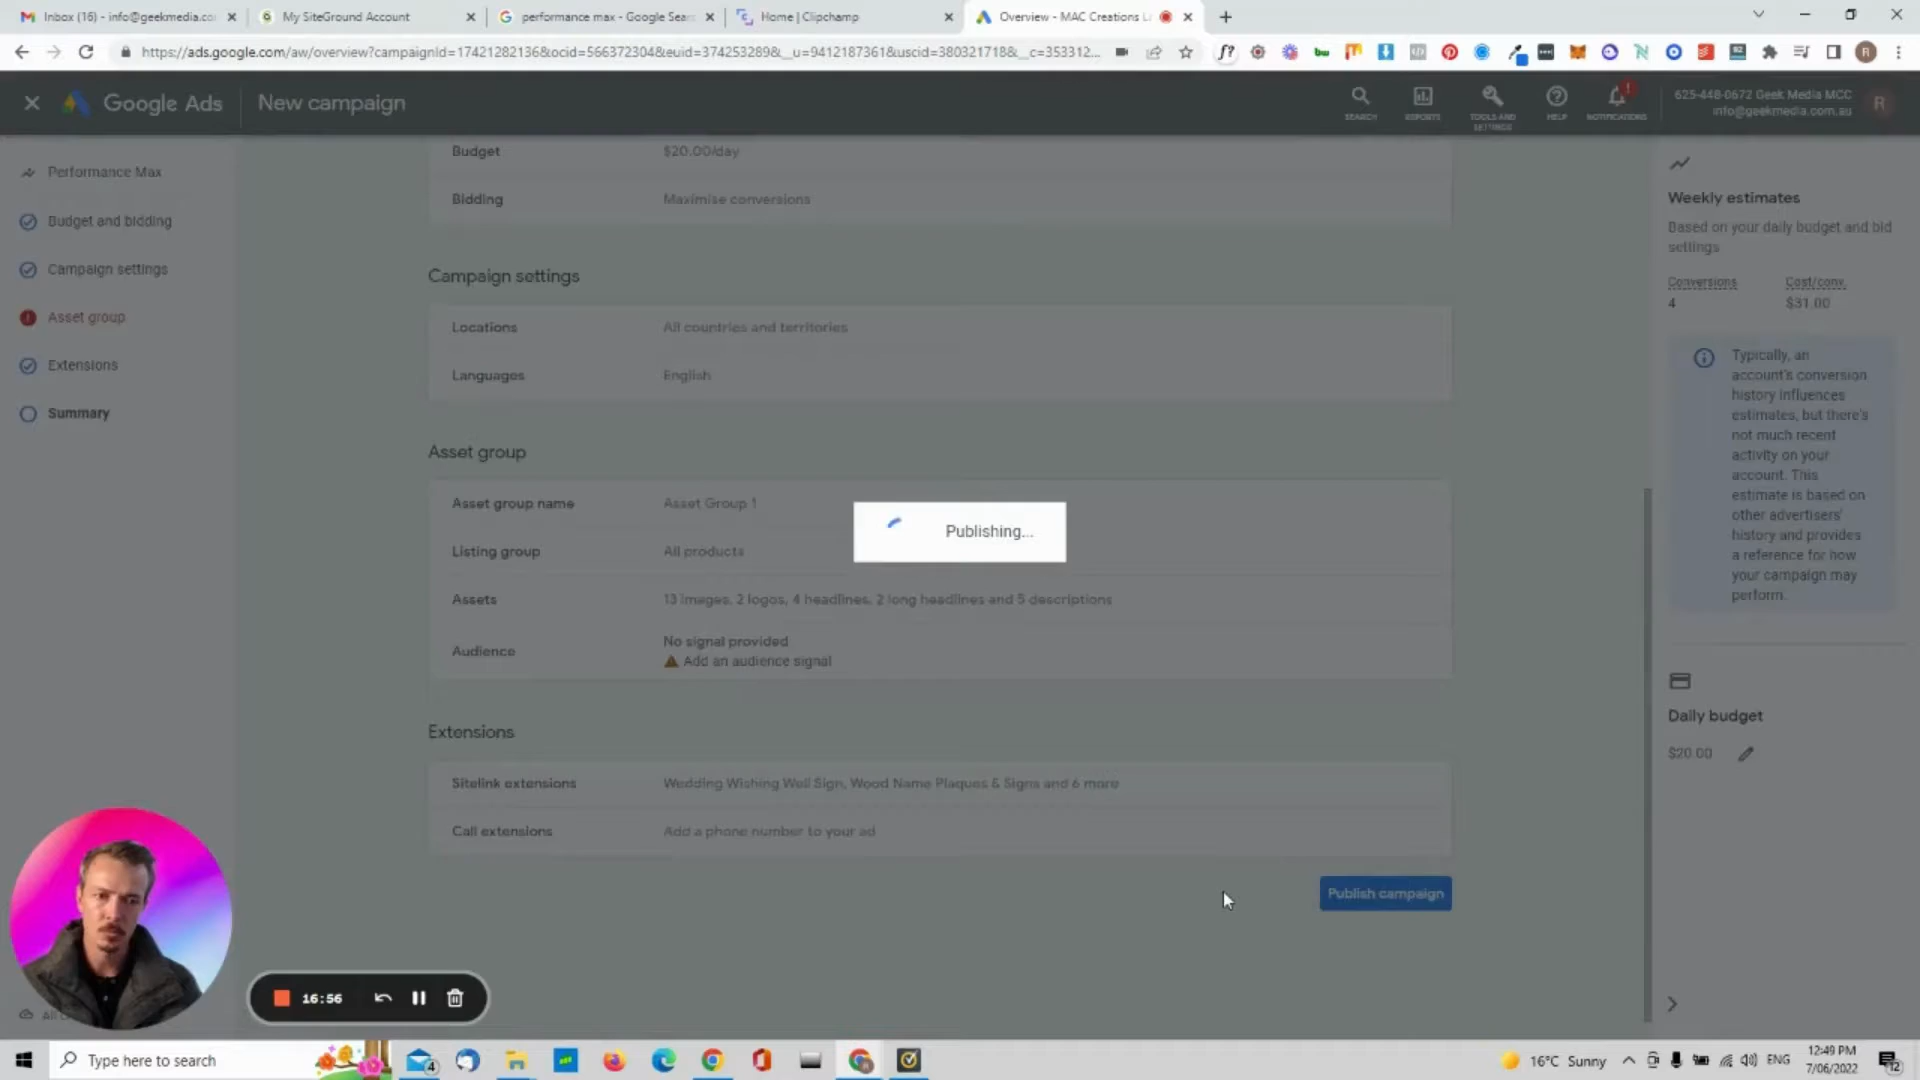 Inbox (16) - info@geekmedia.co
My SiteGround Account
performance max - Google Sea
Home | Clipchamp
Overview - MAC Creations L
https://ads.google.com/aw/overview?campaignId=17421282136&ocid=566372304&euid=374253289&__u=9412187361&uscid=380321718&__c=353312...
Google Ads
New campaign
SEARCH
REPORTS
TOOLS AND SETTINGS
HELP
NOTIFICATIONS
625-448-0672 Geek Media MCC
info@geekmedia.com.au
R
Performance Max
Budget and bidding
Campaign settings
Asset group
Extensions
Summary
Budget $20.00/day
Bidding Maximise conversions
Campaign settings
Locations All countries and territories
Languages English
Asset group
Asset group name Asset Group 1
Listing group All products
Assets 13 images, 2 logos, 4 headlines, 2 long headlines and 5 descriptions
Audience No signal provided
Add an audience signal
Publishing...
Extensions
Sitelink extensions Wedding Wishing Well Sign, Wood Name Plaques & Signs and 6 more
Call extensions Add a phone number to your ad
Publish campaign
Weekly estimates
Based on your daily budget and bid
settings
Conversions Cost/conv.
4 $31.00
Typically, an
account's conversion
history influences
estimates, but there's
not much recent
activity on your
account. This
estimate is based on
other advertisers'
history and provides
a reference for how
your campaign may
perform.
Daily budget
$20.00
16:56
Type here to search
16°C Sunny
ENG
12:49 PM
7/06/2022